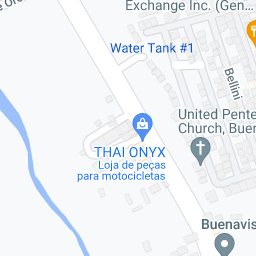 Exchange Inc. (Gen
Water Tank #1
Bellini
United Pente
Church, Buen
THAI ONYX
Loja de peças
para motocicletas
Buenavis